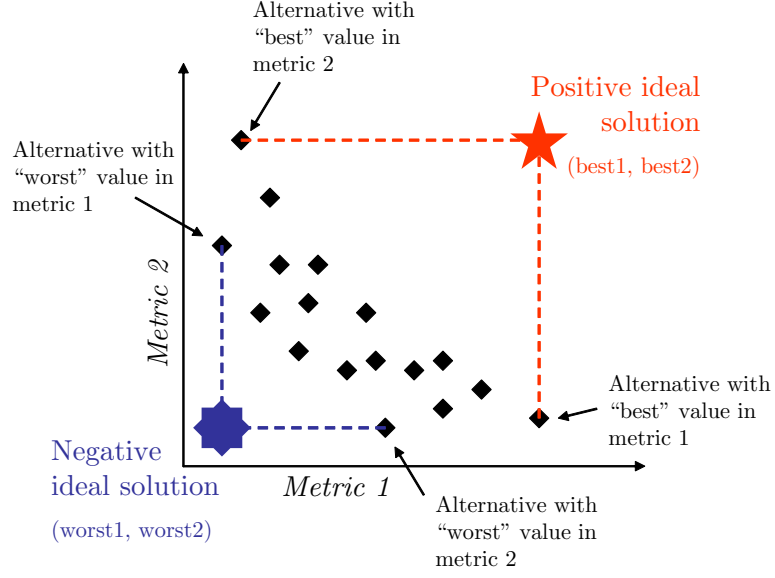 Alternative with
“best” value in
metric 2
Positive ideal
solution
(best1, best2)
Alternative with
“worst” value in
metric 1
Metric 2
Alternative with
“best” value in
metric 1
Negative
ideal solution
(worst1, worst2)
Metric 1
Alternative with
“worst” value in
metric 2